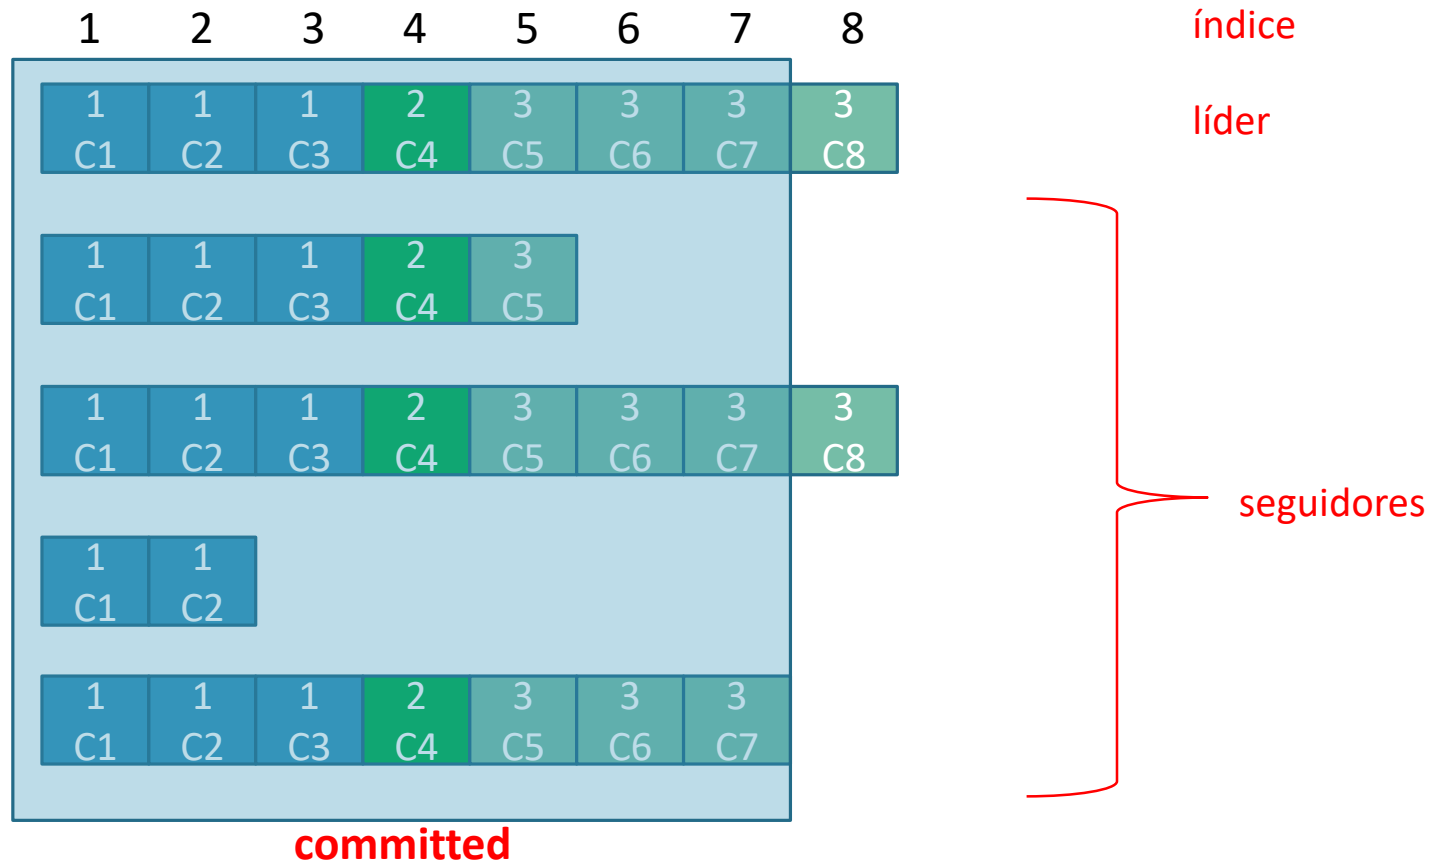 1 2 3 4 5 6 7 8 índice
1 1 1 2 3 3 3 3
líder
C1 C2 C3 C4 C5 C6 C7 C8
1 1 1 2 3
C1 C2 C3 C4 C5
1 1 1 2 3 3 3 3
C1 C2 C3 C4 C5 C6 C7 C8
seguidores
1 1
C1 C2
1 1 1 2 3 3 3
C1 C2 C3 C4 C5 C6 C7
committed